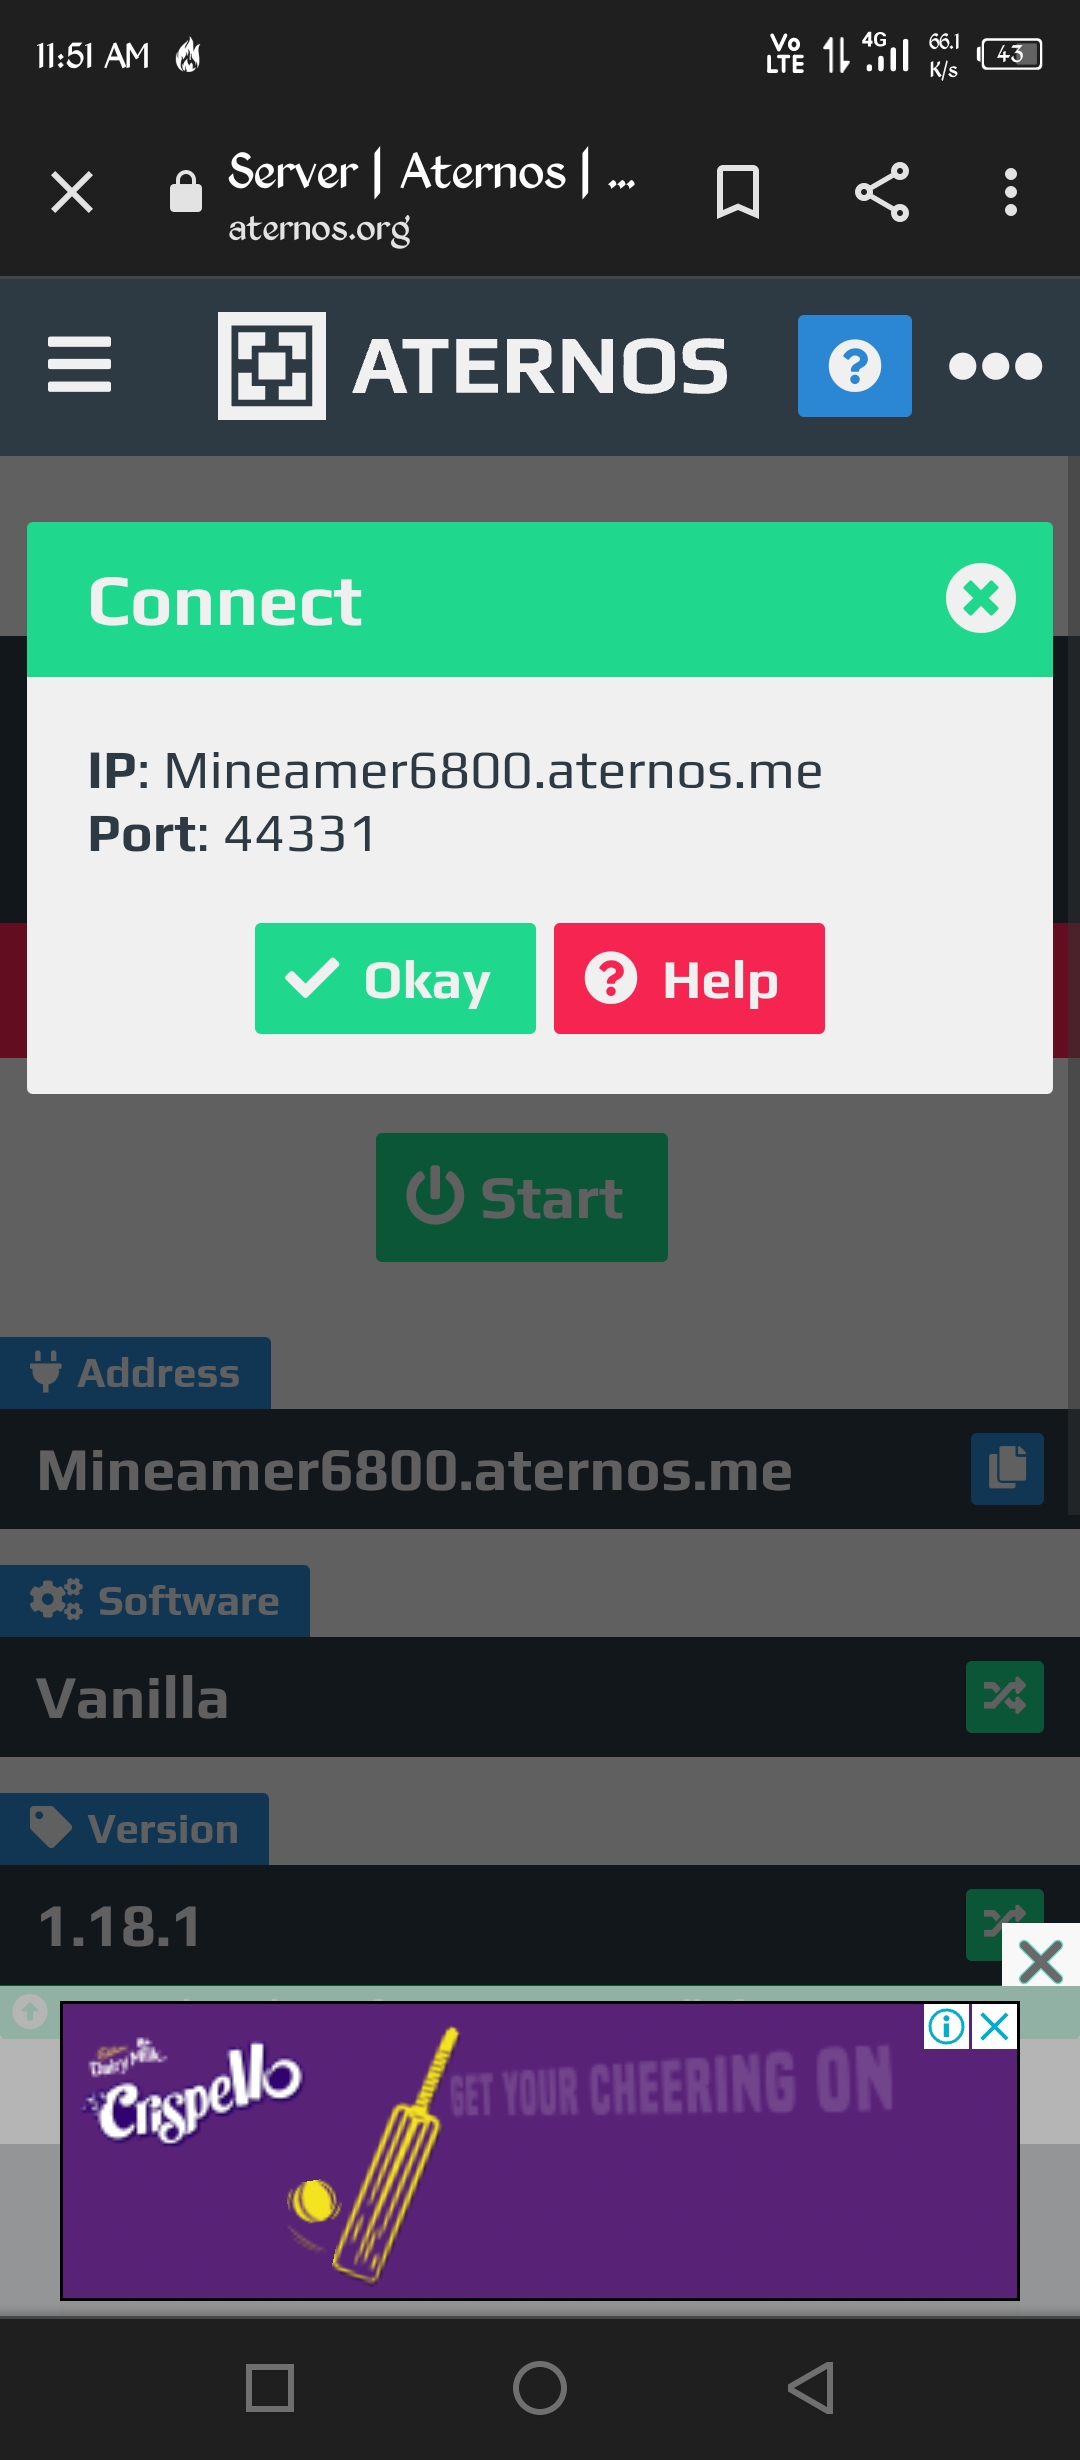 11:51 AM
Vo LTE 4G 66.1 K/s 43
Server | Aternos | ...
aternos.org
ATERNOS
Connect
IP: Mineamer6800.aternos.me
Port: 44331
Okay
Help
Start
Address
Mineamer6800.aternos.me
Software
Vanilla
Version
1.18.1
Dairy Milk
Crispello
GET YOUR CHEERING ON